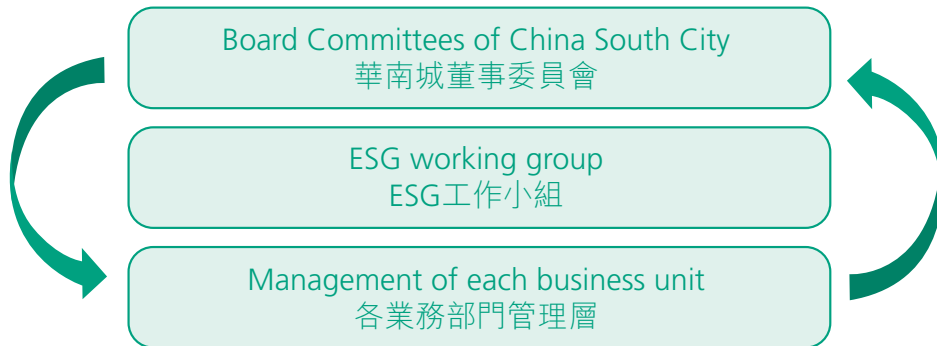 Board Committees of China South City
華南城董事委員會
ESG working group
ESG工作小組
Management of each business unit
各業務部門管理層